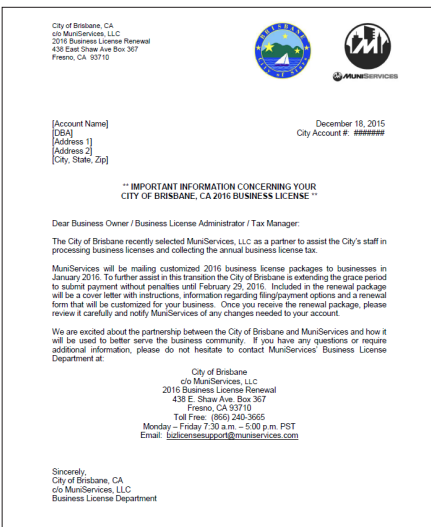 City of Brisbane, CA
c/o MuniServices, LLC
2016 Business License Renewal
438 East Shaw Ave Box 367
Fresno, CA 93710
BRISBANE
City of Stars
MUNISERVICES
[Account Name]
[DBA]
[Address 1]
[Address 2]
[City, State, Zip]
December 18, 2015
City Account #: #######
** IMPORTANT INFORMATION CONCERNING YOUR
CITY OF BRISBANE, CA 2016 BUSINESS LICENSE **
Dear Business Owner / Business License Administrator / Tax Manager:
The City of Brisbane recently selected MuniServices, LLC as a partner to assist the City's staff in
processing business licenses and collecting the annual business license tax.
MuniServices will be mailing customized 2016 business license packages to businesses in
January 2016. To further assist in this transition the City of Brisbane is extending the grace period
to submit payment without penalties until February 29, 2016. Included in the renewal package
will be a cover letter with instructions, information regarding filing/payment options and a renewal
form that will be customized for your business. Once you receive the renewal package, please
review it carefully and notify MuniServices of any changes needed to your account.
We are excited about the partnership between the City of Brisbane and MuniServices and how it
will be used to better serve the business community. If you have any questions or require
additional information, please do not hesitate to contact MuniServices' Business License
Department at:
City of Brisbane
c/o MuniServices, LLC
2016 Business License Renewal
438 E. Shaw Ave. Box 367
Fresno, CA 93710
Toll Free: (866) 240-3665
Monday – Friday 7:30 a.m. – 5:00 p.m. PST
Email: bizlicensesupport@muniservices.com
Sincerely,
City of Brisbane, CA
c/o MuniServices, LLC
Business License Department